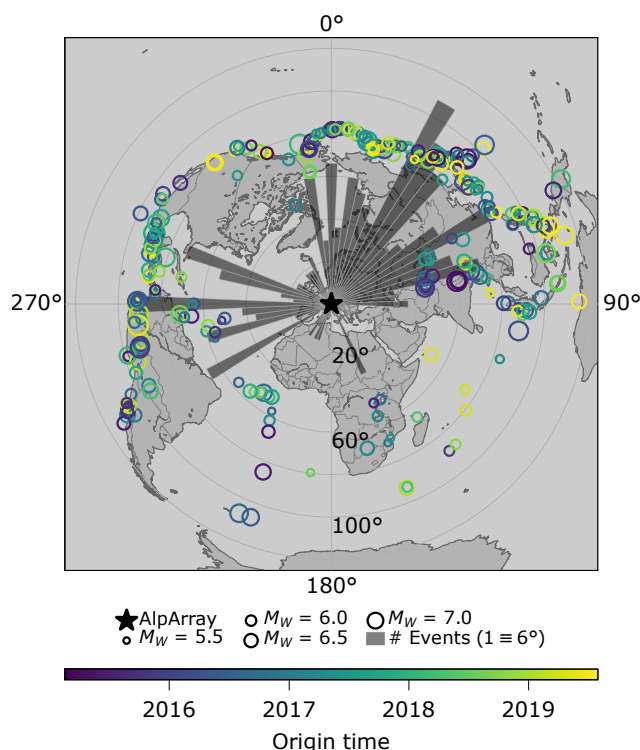 0°
270°
90°
20°
60°
100°
180°
AlpArray
M_W = 6.0
M_W = 7.0
M_W = 5.5
M_W = 6.5
# Events (1 ≡ 6°)
2016
2017
2018
2019
Origin time